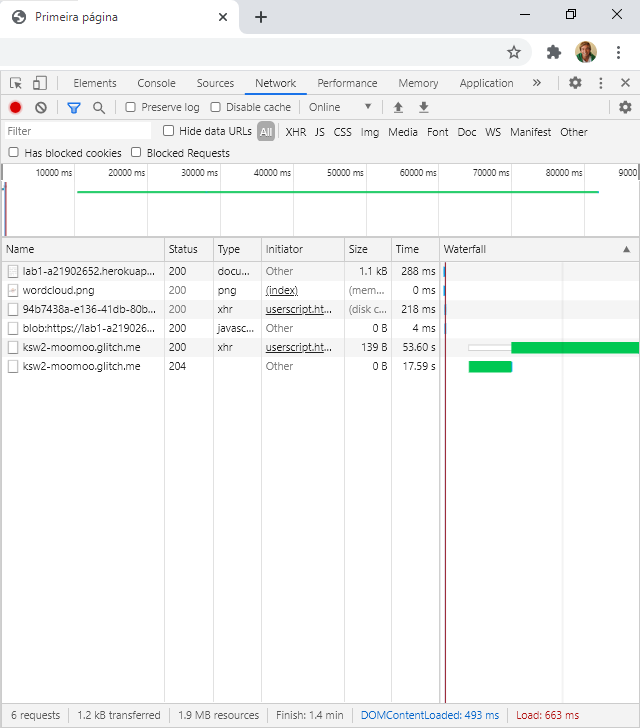 Primeira página
Elements Console Sources Network Performance Memory Application »
Preserve log Disable cache Online
Filter Hide data URLs All XHR JS CSS Img Media Font Doc WS Manifest Other
Has blocked cookies Blocked Requests
10000 ms 20000 ms 30000 ms 40000 ms 50000 ms 60000 ms 70000 ms 80000 ms 9000
Name Status Type Initiator Size Time Waterfall
lab1-a21902652.herokuap... 200 docu... Other 1.1 kB 288 ms
wordcloud.png 200 png (index) (mem... 0 ms
94b7438a-e136-41db-80b... 200 xhr userscript.ht... (disk c... 218 ms
blob:https://lab1-a219026... 200 javasc... Other 0 B 4 ms
ksw2-moomoo.glitch.me 200 xhr userscript.ht... 139 B 53.60 s
ksw2-moomoo.glitch.me 204 Other 0 B 17.59 s
6 requests 1.2 kB transferred 1.9 MB resources Finish: 1.4 min DOMContentLoaded: 493 ms Load: 663 ms